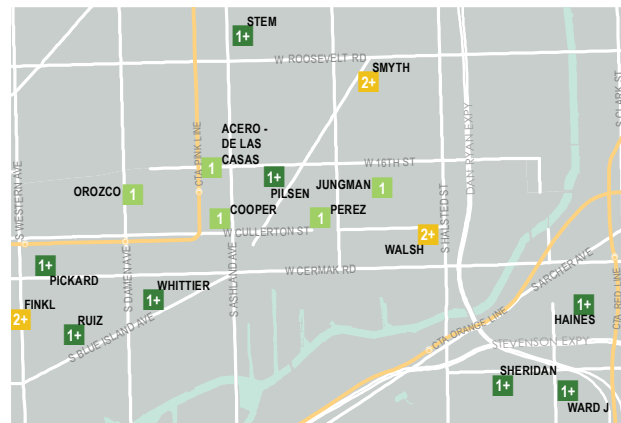 STEM
1+
W ROOSEVELT RD
SMYTH
2+
S CLARK ST
DAN RYAN EXPY
ACERO -
DE LAS
CASAS
1
CTA PINK LINE
W 16TH ST
1+
PILSEN
JUNGMAN
1
OROZCO
1
S WESTERN AVE
COOPER
1
PEREZ
1
W CULLERTON ST
S HALSTED ST
2+
WALSH
S DAMEN AVE
S ASHLAND AVE
1+
PICKARD
W CERMAK RD
S ARCHER AVE
WHITTIER
1+
FINKL
2+
RUIZ
1+
S BLUE ISLAND AVE
CTA ORANGE LINE
CTA RED LINE
1+
HAINES
STEVENSON EXPY
SHERIDAN
1+
1+
WARD J